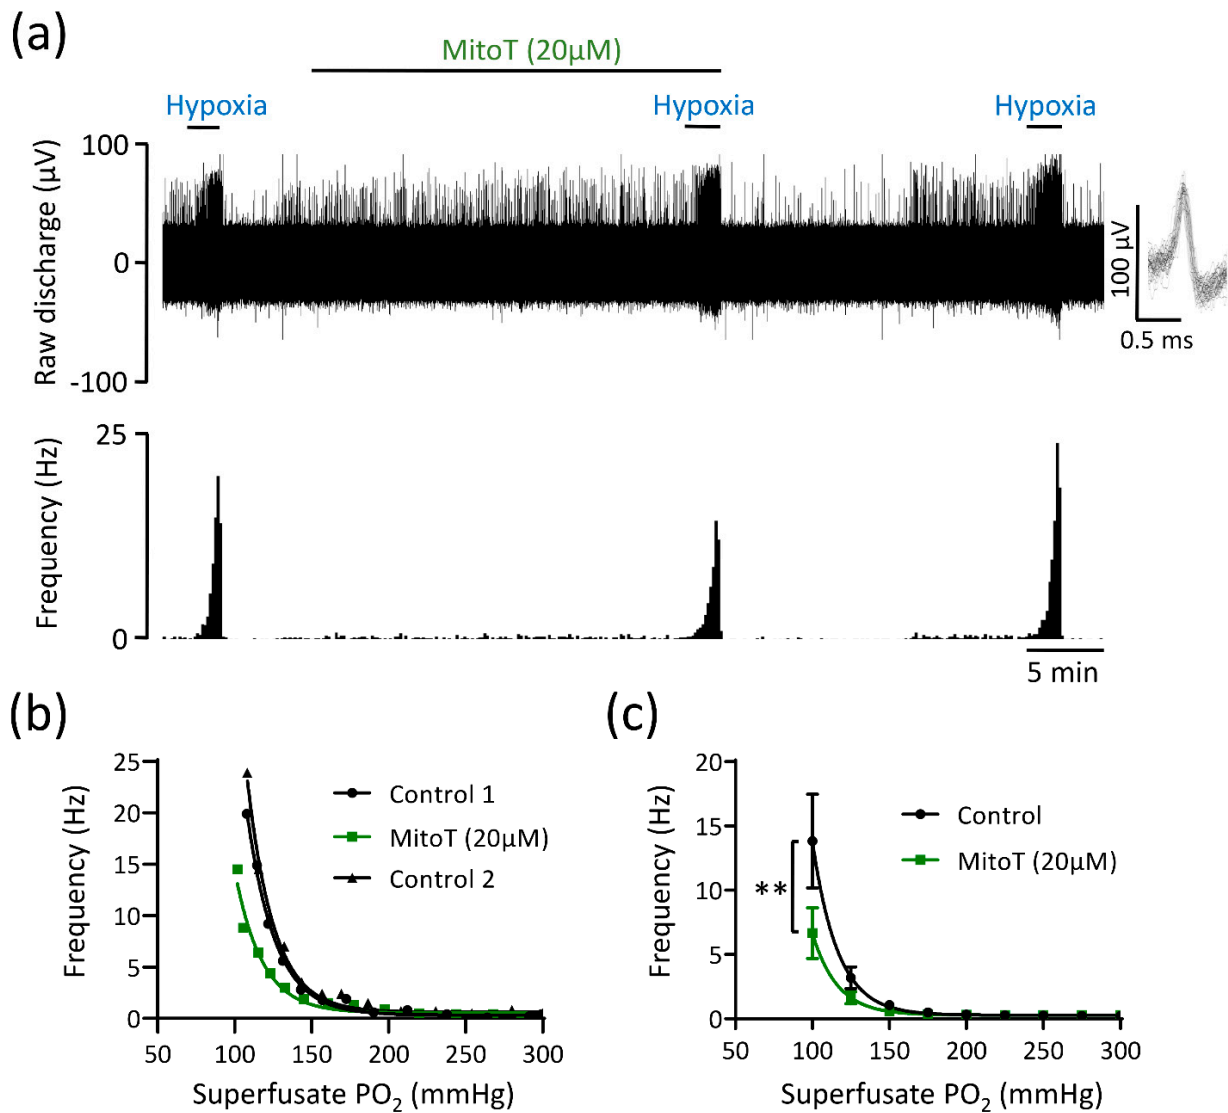 (a)
MitoT (20µM)
Hypoxia Hypoxia Hypoxia
Raw discharge (µV)
100
0
-100
100 µV
0.5 ms
Frequency (Hz)
25
0
5 min
(b)
Frequency (Hz)
25
20
15
10
5
0
50 100 150 200 250 300
Superfusate PO₂ (mmHg)
Control 1
MitoT (20µM)
Control 2
(c)
Frequency (Hz)
20
15
10
5
0
50 100 150 200 250 300
Superfusate PO₂ (mmHg)
Control
MitoT (20µM)
**